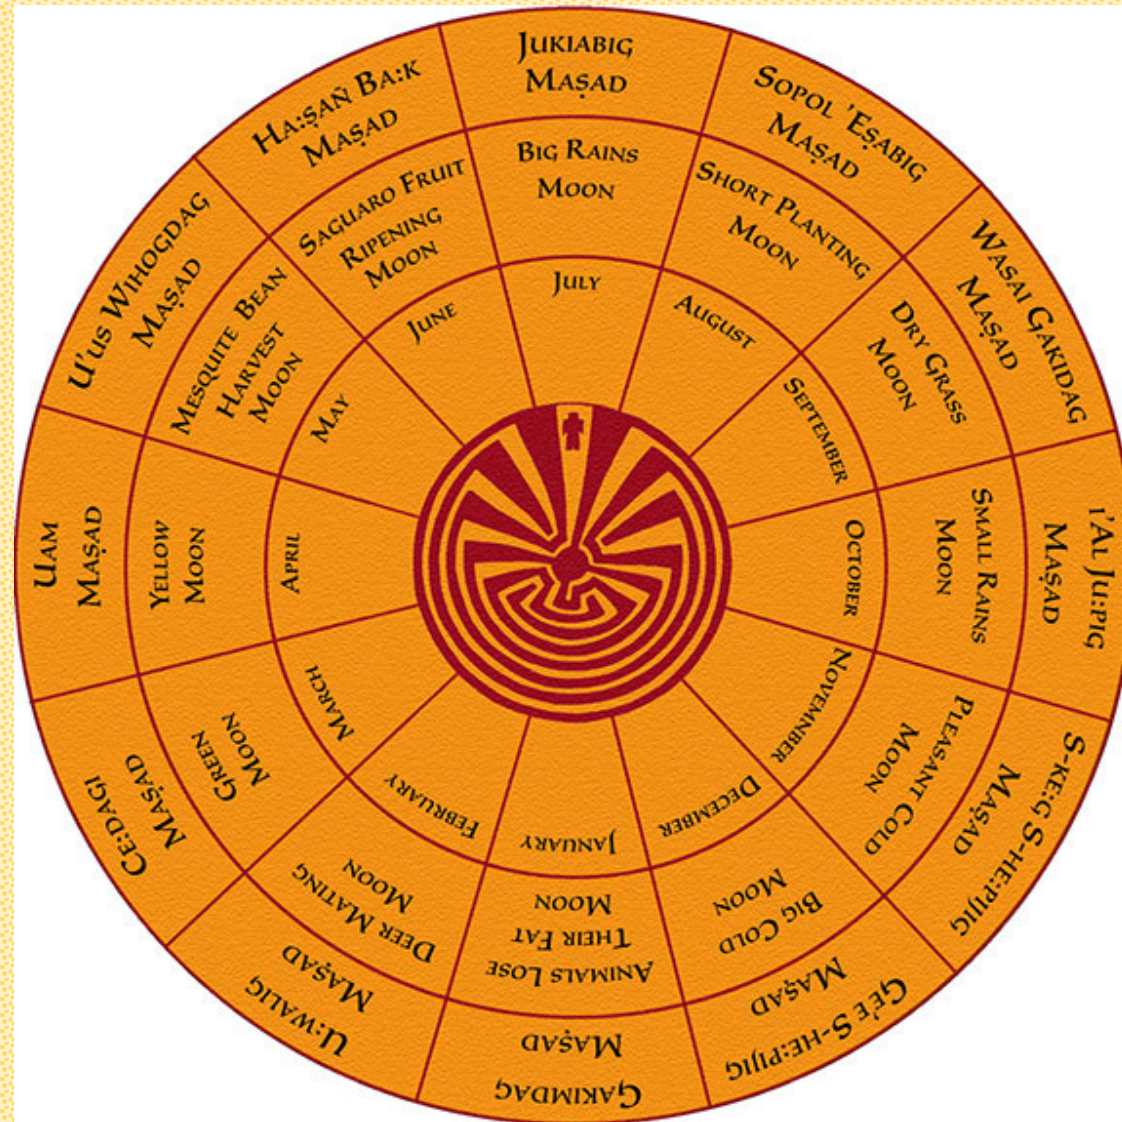 Jukiabig
Maṣad
Big Rains
Moon
July
Sopol 'Eṣabig
Maṣad
Short Planting
Moon
August
Wasai Gakidag
Maṣad
Dry Grass
Moon
September
i'Al Ju:pig
Maṣad
Small Rains
Moon
October
S-ke:g S-he:pijig
Maṣad
Pleasant Cold
Moon
Novemnber
Ge'e S-he:pijig
Maṣad
Big Cold
Moon
December
Gakimdag
Maṣad
Animals Lose
Their Fat
Moon
January
U:walig
Maṣad
Deer Mating
Moon
February
Ce:dagi
Maṣad
Green
Moon
March
Uam
Maṣad
Yellow
Moon
April
U'us Wihogdag
Maṣad
Mesquite Bean
Harvest
Moon
May
Ha:ṣañ Ba:k
Maṣad
Saguaro Fruit
Ripening
Moon
June